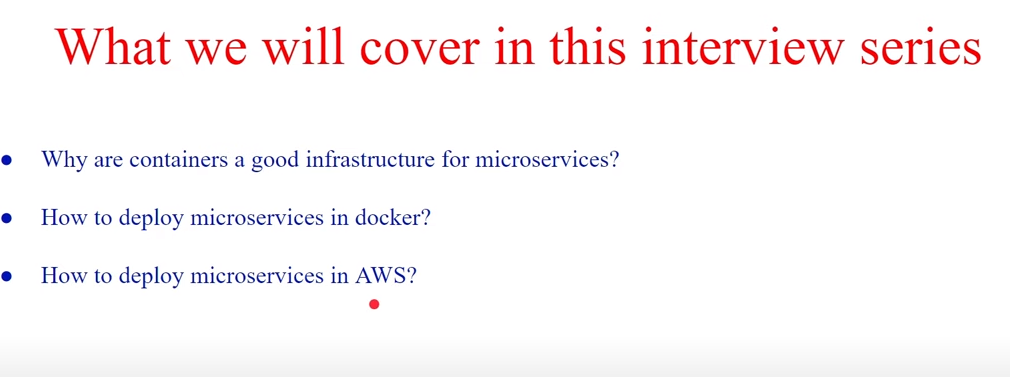 What we will cover in this interview series
Why are containers a good infrastructure for microservices?
How to deploy microservices in docker?
How to deploy microservices in AWS?